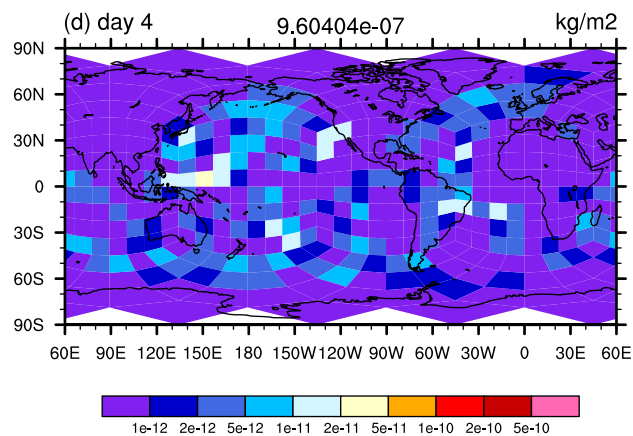 (d) day 4 9.60404e-07 kg/m2
90N
60N
30N
0
30S
60S
90S
60E 90E 120E 150E 180 150W 120W 90W 60W 30W 0 30E 60E
1e-12 2e-12 5e-12 1e-11 2e-11 5e-11 1e-10 2e-10 5e-10